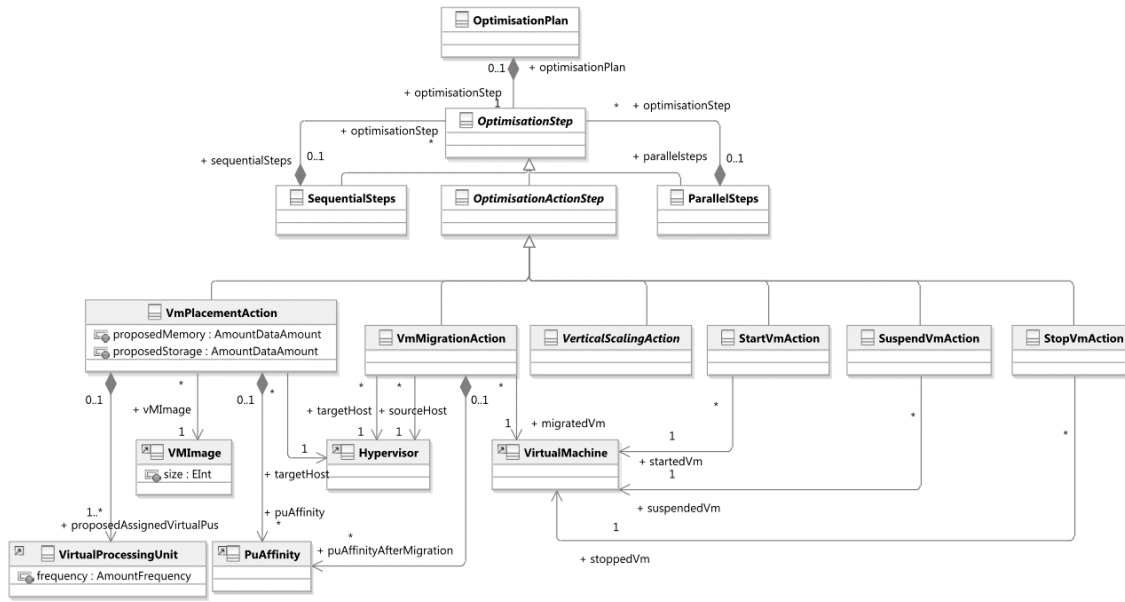 OptimisationPlan
0..1
+ optimisationPlan
+ optimisationStep
1
OptimisationStep
* + optimisationStep
+ optimisationStep
*
+ sequentialSteps
0..1
+ parallelsteps
0..1
SequentialSteps
OptimisationActionStep
ParallelSteps
VmPlacementAction
proposedMemory : AmountDataAmount
proposedStorage : AmountDataAmount
VmMigrationAction
VerticalScalingAction
StartVmAction
SuspendVmAction
StopVmAction
0..1
*
+ vMImage
1
0..1
*
*
+ targetHost
1
*
+ sourceHost
1
0..1
*
1
+ migratedVm
*
1
+ startedVm
*
1
+ suspendedVm
*
1
+ stoppedVm
VMImage
size : EInt
1
+ targetHost
Hypervisor
VirtualMachine
1..*
+ proposedAssignedVirtualPus
+ puAffinity
*
*
+ puAffinityAfterMigration
VirtualProcessingUnit
frequency : AmountFrequency
PuAffinity